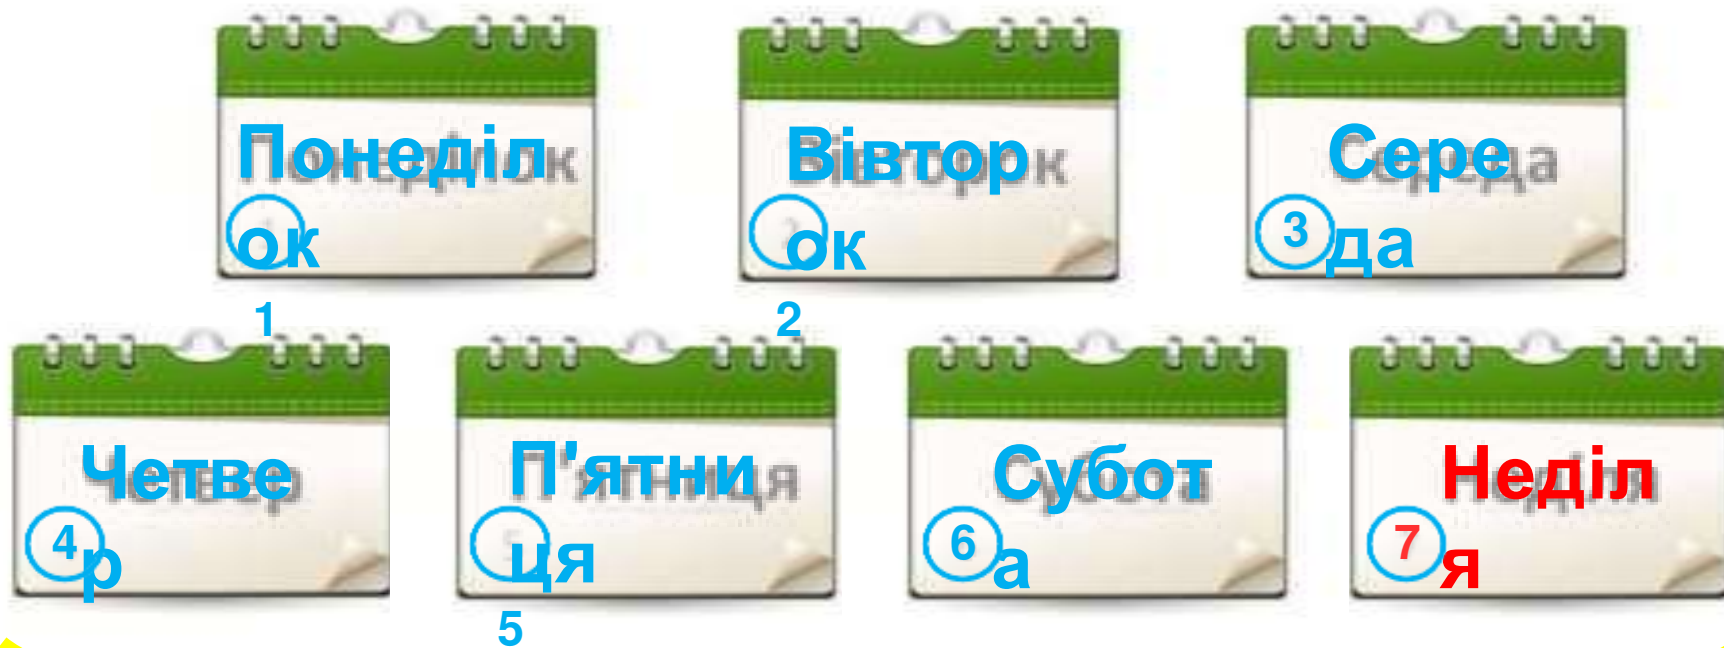 Понеділ
ок
1
Вівтор
ок
2
Сере
да
3
Четве
р
4
П'ятни
ця
5
Субот
а
6
Неділ
я
7